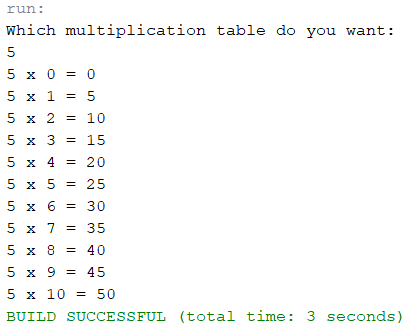 run:
Which multiplication table do you want:
5
5 x 0 = 0
5 x 1 = 5
5 x 2 = 10
5 x 3 = 15
5 x 4 = 20
5 x 5 = 25
5 x 6 = 30
5 x 7 = 35
5 x 8 = 40
5 x 9 = 45
5 x 10 = 50
BUILD SUCCESSFUL (total time: 3 seconds)